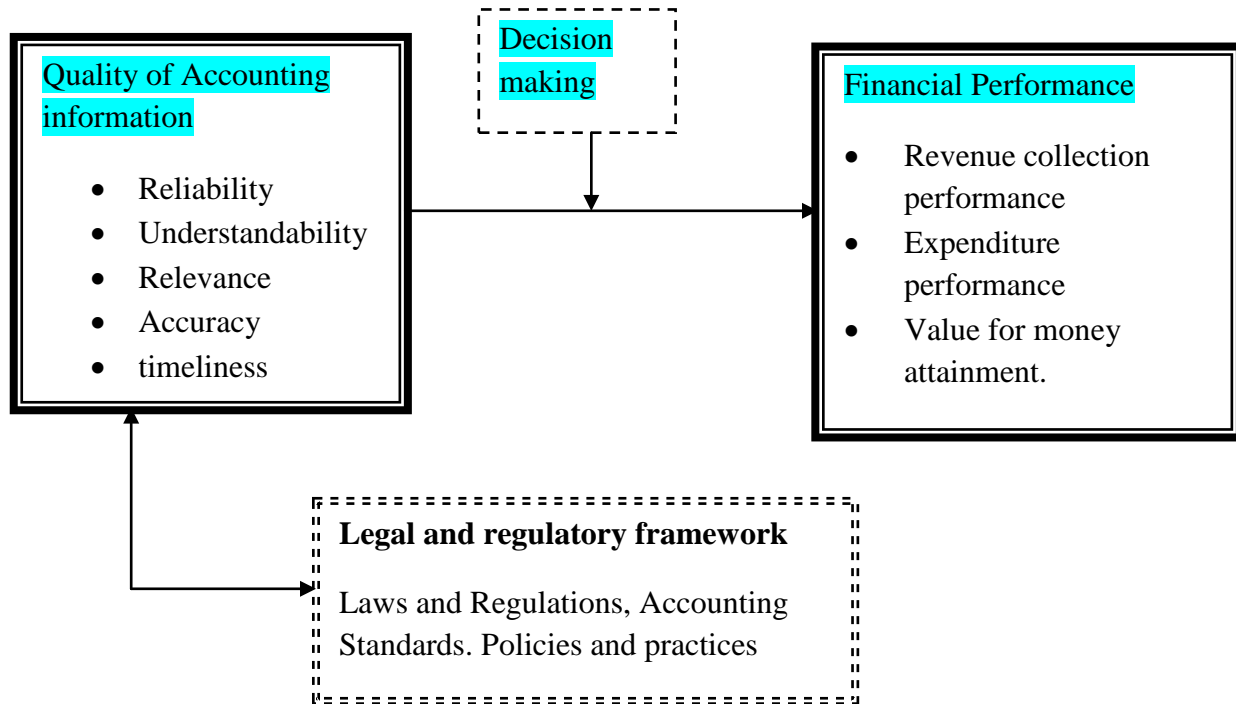 Quality of Accounting
information
• Reliability
• Understandability
• Relevance
• Accuracy
• timeliness
Decision
making
Financial Performance
• Revenue collection
performance
• Expenditure
performance
• Value for money
attainment.
Legal and regulatory framework
Laws and Regulations, Accounting
Standards. Policies and practices